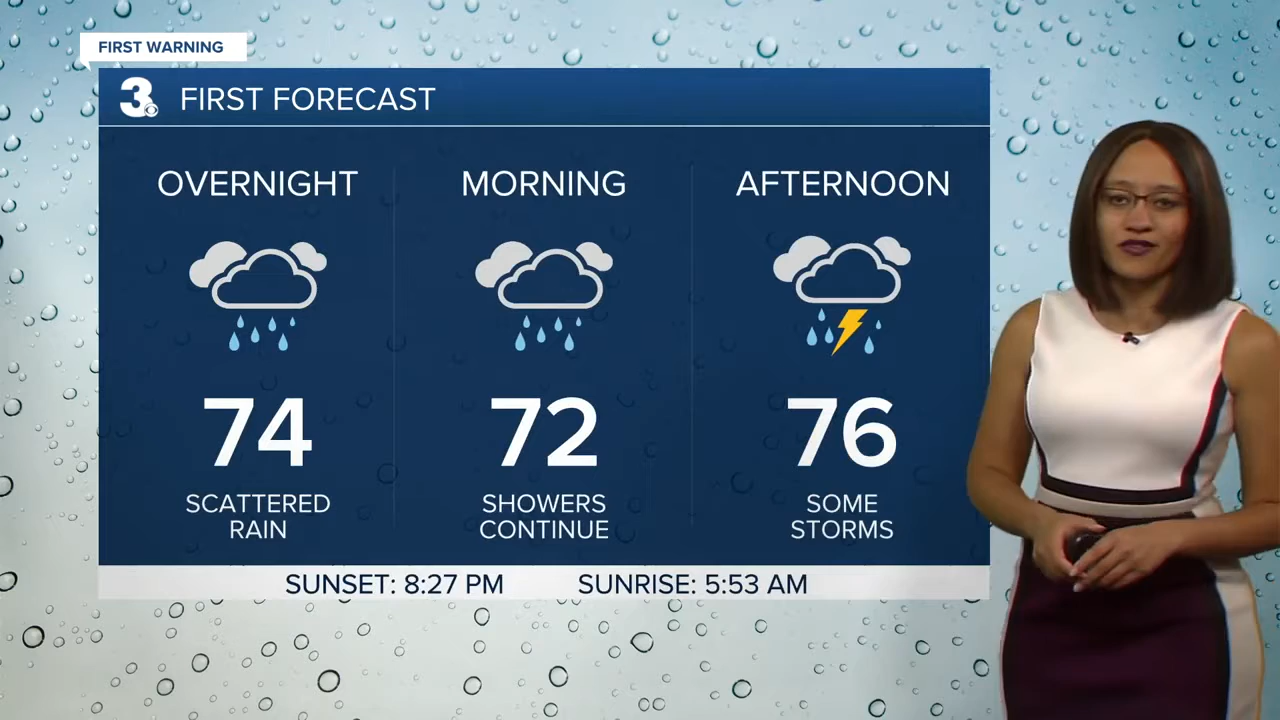 FIRST WARNING
3 FIRST FORECAST
OVERNIGHT
74
SCATTERED
RAIN
MORNING
72
SHOWERS
CONTINUE
AFTERNOON
76
SOME
STORMS
SUNSET: 8:27 PM SUNRISE: 5:53 AM